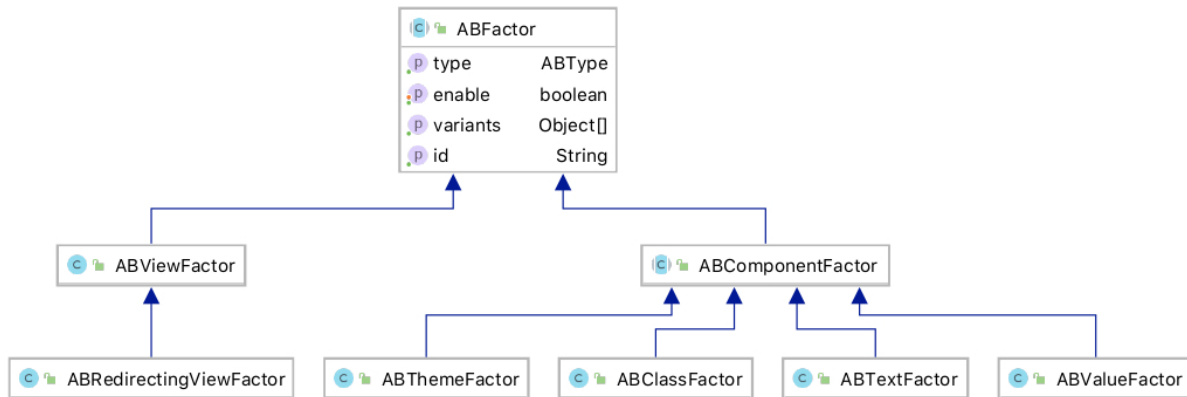 C ABFactor
p type ABType
p enable boolean
p variants Object[]
p id String
C ABViewFactor
C ABComponentFactor
C ABRedirectingViewFactor
C ABThemeFactor
C ABClassFactor
C ABTextFactor
C ABValueFactor